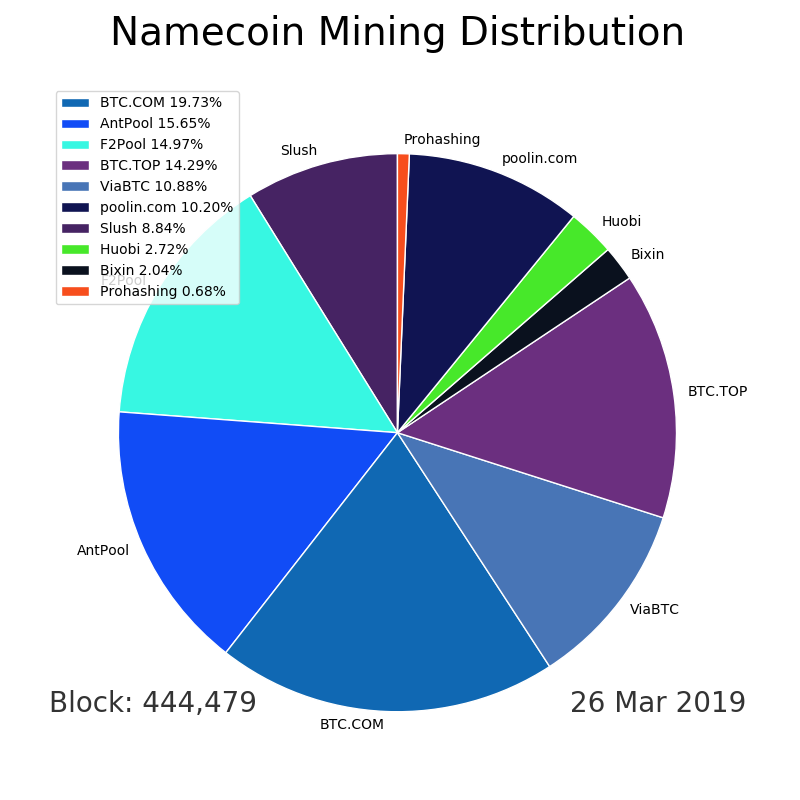 Namecoin Mining Distribution
BTC.COM 19.73%
AntPool 15.65%
F2Pool 14.97%
BTC.TOP 14.29%
ViaBTC 10.88%
poolin.com 10.20%
Slush 8.84%
Huobi 2.72%
Bixin 2.04%
Prohashing 0.68%
Slush
Prohashing
poolin.com
Huobi
Bixin
F2Pool
BTC.TOP
AntPool
ViaBTC
BTC.COM
Block: 444,479
26 Mar 2019